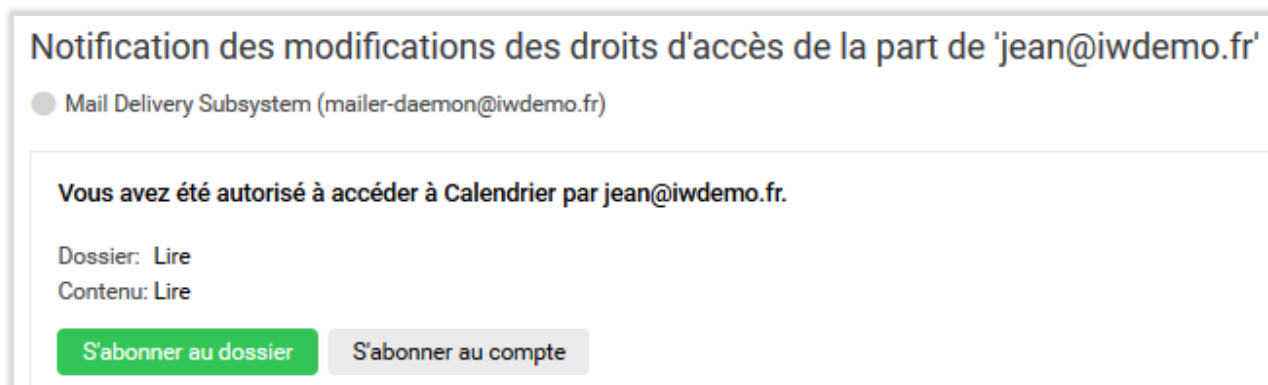 Notification des modifications des droits d'accès de la part de 'jean@iwdemo.fr'
Mail Delivery Subsystem (mailer-daemon@iwdemo.fr)
Vous avez été autorisé à accéder à Calendrier par jean@iwdemo.fr.
Dossier: Lire
Contenu: Lire
S'abonner au dossier S'abonner au compte